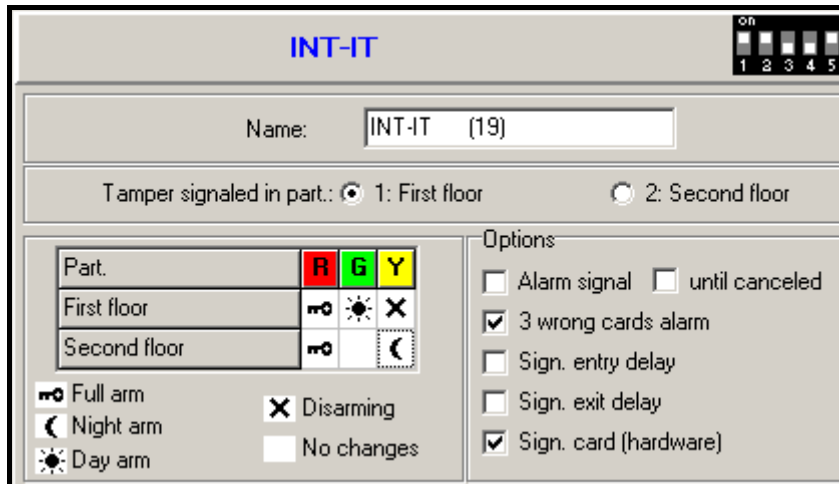 INT-IT
on
1 2 3 4 5
Name: INT-IT (19)
Tamper signaled in part.: 1: First floor 2: Second floor
Part. R G Y
First floor
Second floor
Full arm
Night arm
Day arm
Disarming
No changes
Options
Alarm signal until canceled
3 wrong cards alarm
Sign. entry delay
Sign. exit delay
Sign. card (hardware)